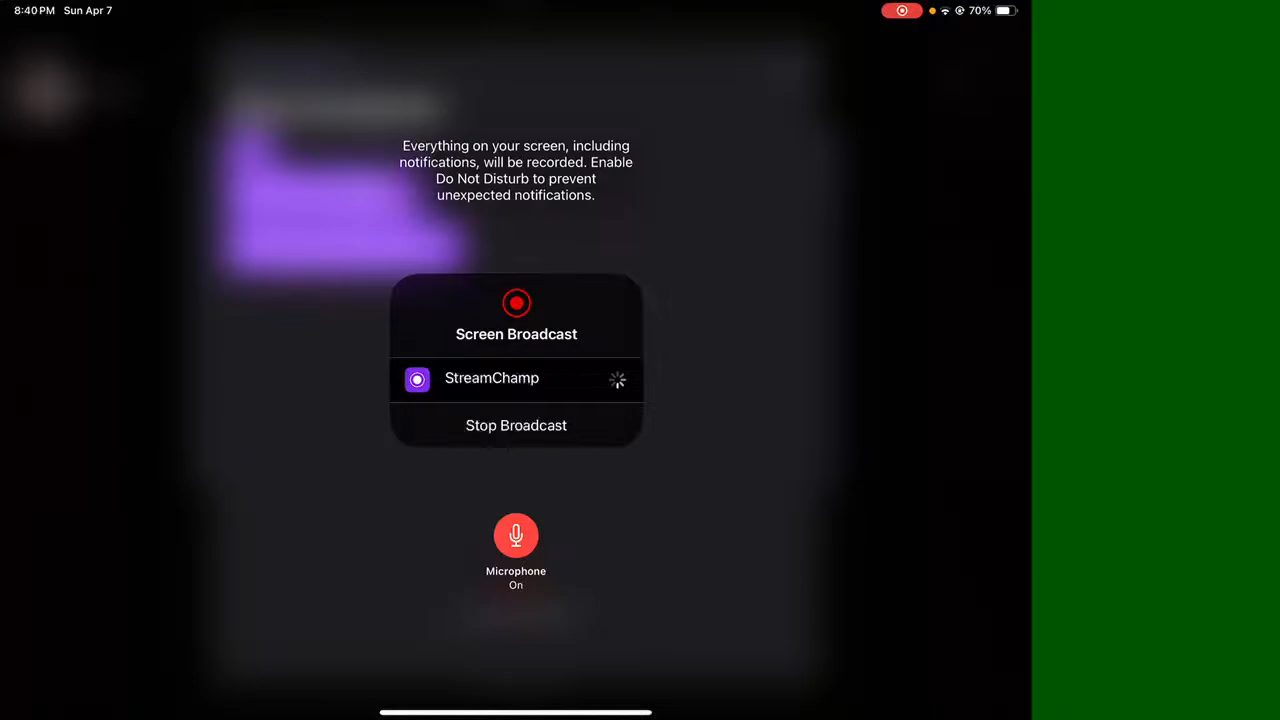 8:40 PM Sun Apr 7
70%
Everything on your screen, including
notifications, will be recorded. Enable
Do Not Disturb to prevent
unexpected notifications.
Screen Broadcast
StreamChamp
Stop Broadcast
Microphone
On